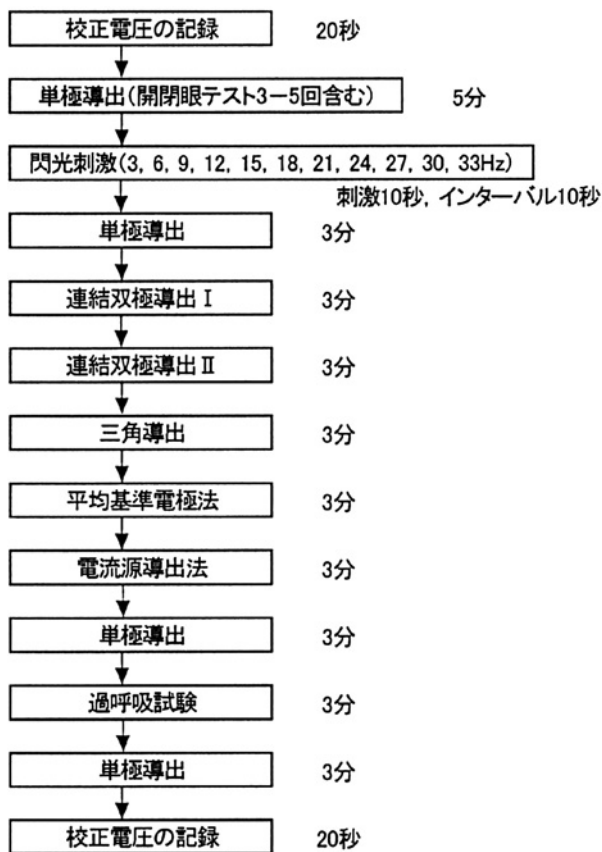 校正電圧の記録 20秒
単極導出(開閉眼テスト3－5回含む) 5分
閃光刺激(3, 6, 9, 12, 15, 18, 21, 24, 27, 30, 33Hz)
刺激10秒, インターバル10秒
単極導出 3分
連結双極導出Ⅰ 3分
連結双極導出Ⅱ 3分
三角導出 3分
平均基準電極法 3分
電流源導出法 3分
単極導出 3分
過呼吸試験 3分
単極導出 3分
校正電圧の記録 20秒